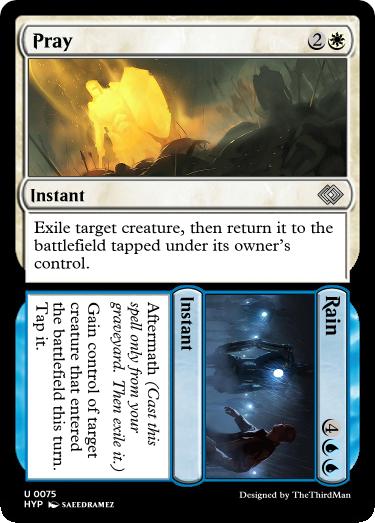 Pray 2
Instant
Exile target creature, then return it to the
battlefield tapped under its owner's
control.
Rain 4
Instant
Aftermath (Cast this
spell only from your
graveyard. Then exile it.)
Gain control of target
creature that entered
the battlefield this turn.
Tap it.
U 0075
HYP SAEEDRAMEZ
Designed by TheThirdMan